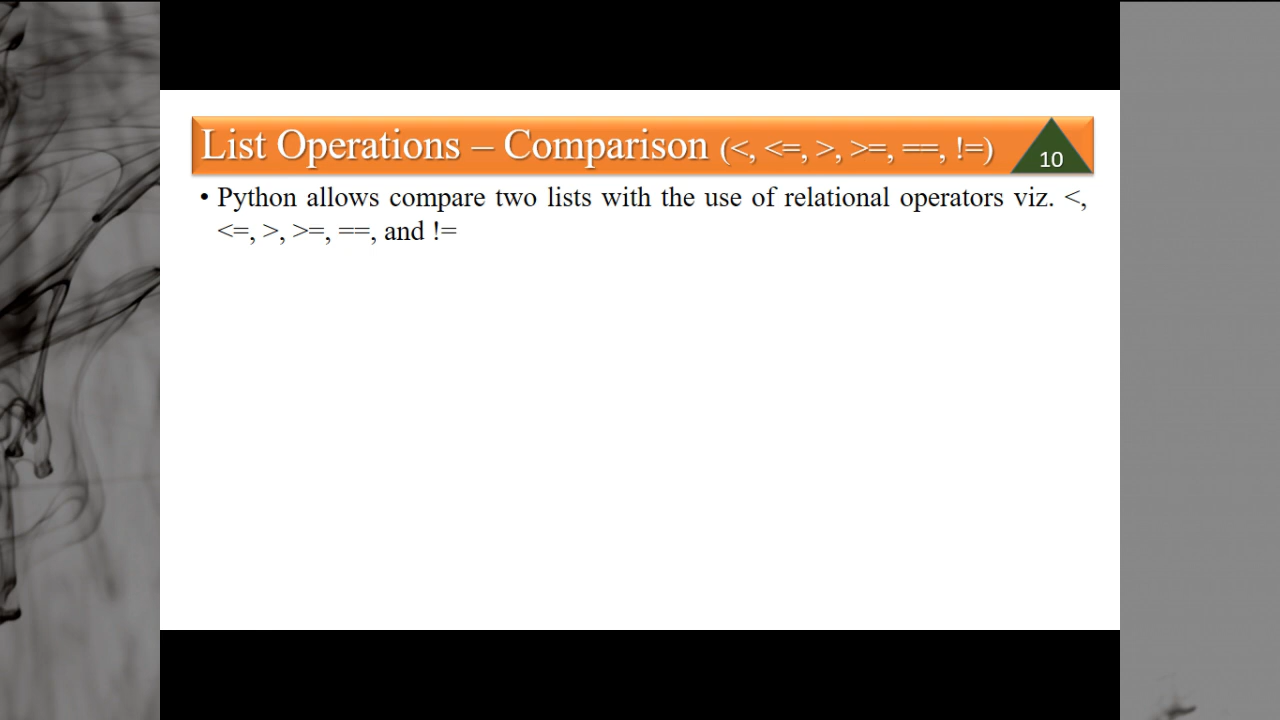 List Operations – Comparison (<, <=, >, >=, ==, !=)
10
• Python allows compare two lists with the use of relational operators viz. <,
<=, >, >=, ==, and !=